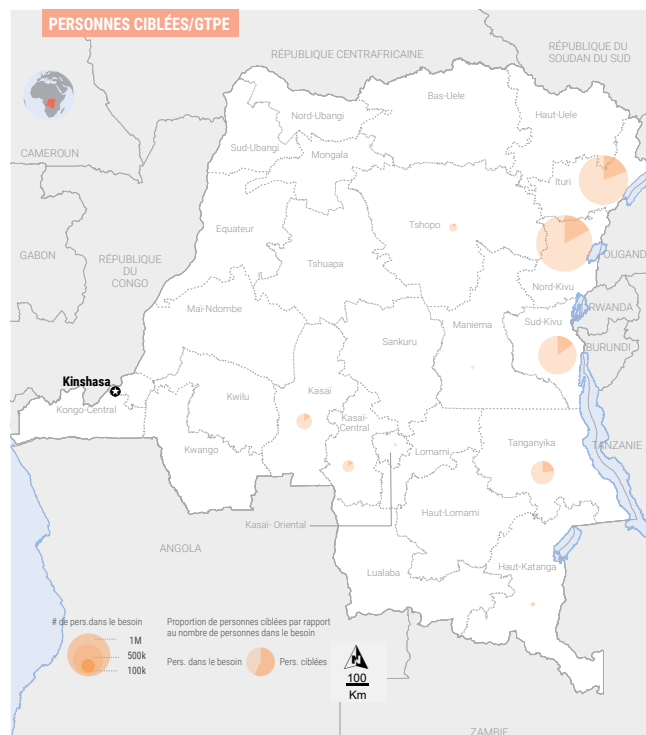 PERSONNES CIBLÉES/GTPE
RÉPUBLIQUE DU
SOUDAN DU SUD
RÉPUBLIQUE CENTRAFRICAINE
Bas-Uele
Nord-Ubangi
Haut-Uele
Sud-Ubangi
Mongala
CAMEROUN
Ituri
Equateur
Tshopo
GABON
RÉPUBLIQUE
DU
CONGO
Tshuapa
OUGANDA
Nord-Kivu
Maï-Ndombe
RWANDA
Sud-Kivu
Maniema
Sankuru
BURUNDI
Kinshasa
Kasaï
Kwilu
Kongo-Central
Kasaï-
Central
Tanganyika
TANZANIE
Kwango
Lomami
Haut-Lomami
Kasaï- Oriental
ANGOLA
Haut-Katanga
Lualaba
# de pers.dans le besoin
1M
500k
100k
Proportion de personnes ciblées par rapport
au nombre de personnes dans le besoin
Pers. dans le besoin
Pers. ciblées
N
100
Km
ZAMBIE